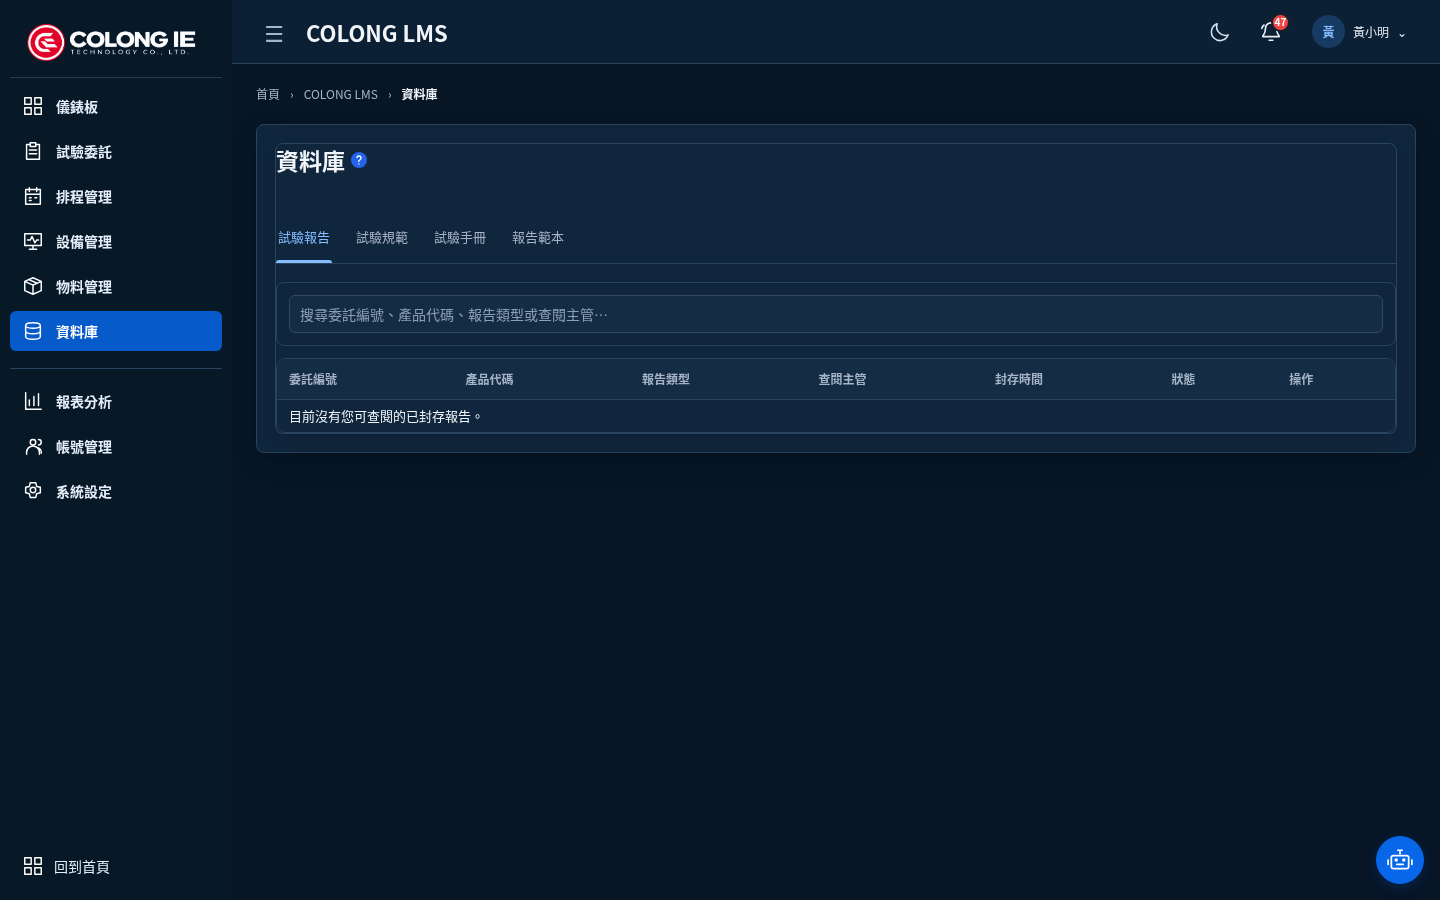 COLONG IE
TECHNOLOGY CO., LTD.
儀錶板
試驗委託
排程管理
設備管理
物料管理
資料庫
報表分析
帳號管理
系統設定
回到首頁
COLONG LMS
47
黃
黃小明
首頁 › COLONG LMS › 資料庫
資料庫 ?
試驗報告 試驗規範 試驗手冊 報告範本
搜尋委託編號、產品代碼、報告類型或查閱主管…
委託編號 產品代碼 報告類型 查閱主管 封存時間 狀態 操作
目前沒有您可查閱的已封存報告。